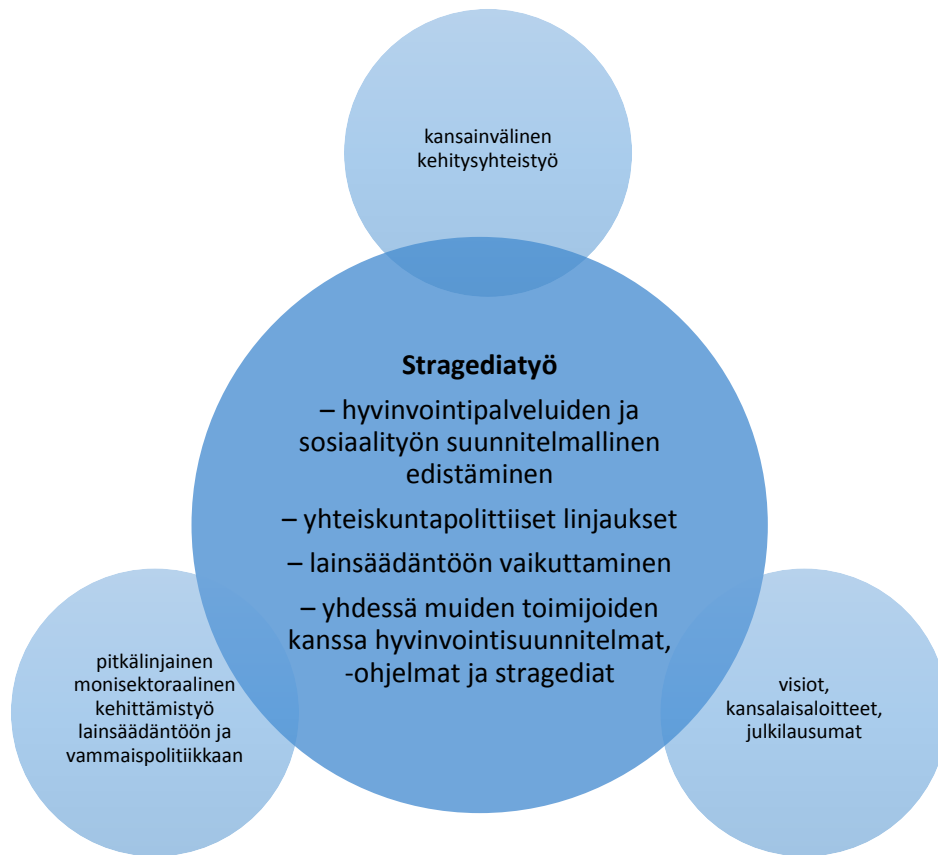 kansainvälinen
kehitysyhteistyö
Stragediatyö
– hyvinvointipalveluiden ja
sosiaalityön suunnitelmallinen
edistäminen
– yhteiskuntapolittiiset linjaukset
– lainsäädäntöön vaikuttaminen
– yhdessä muiden toimijoiden
kanssa hyvinvointisuunnitelmat,
-ohjelmat ja stragediat
pitkälinjainen
monisektoraalinen
kehittämistyö
lainsäädäntöön ja
vammaispolitiikkaan
visiot,
kansalaisaloitteet,
julkilausumat